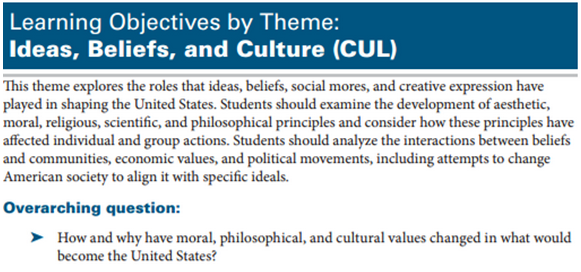 Learning Objectives by Theme:
Ideas, Beliefs, and Culture (CUL)
This theme explores the roles that ideas, beliefs, social mores, and creative expression have
played in shaping the United States. Students should examine the development of aesthetic,
moral, religious, scientific, and philosophical principles and consider how these principles have
affected individual and group actions. Students should analyze the interactions between beliefs
and communities, economic values, and political movements, including attempts to change
American society to align it with specific ideals.
Overarching question:
➤ How and why have moral, philosophical, and cultural values changed in what would
become the United States?